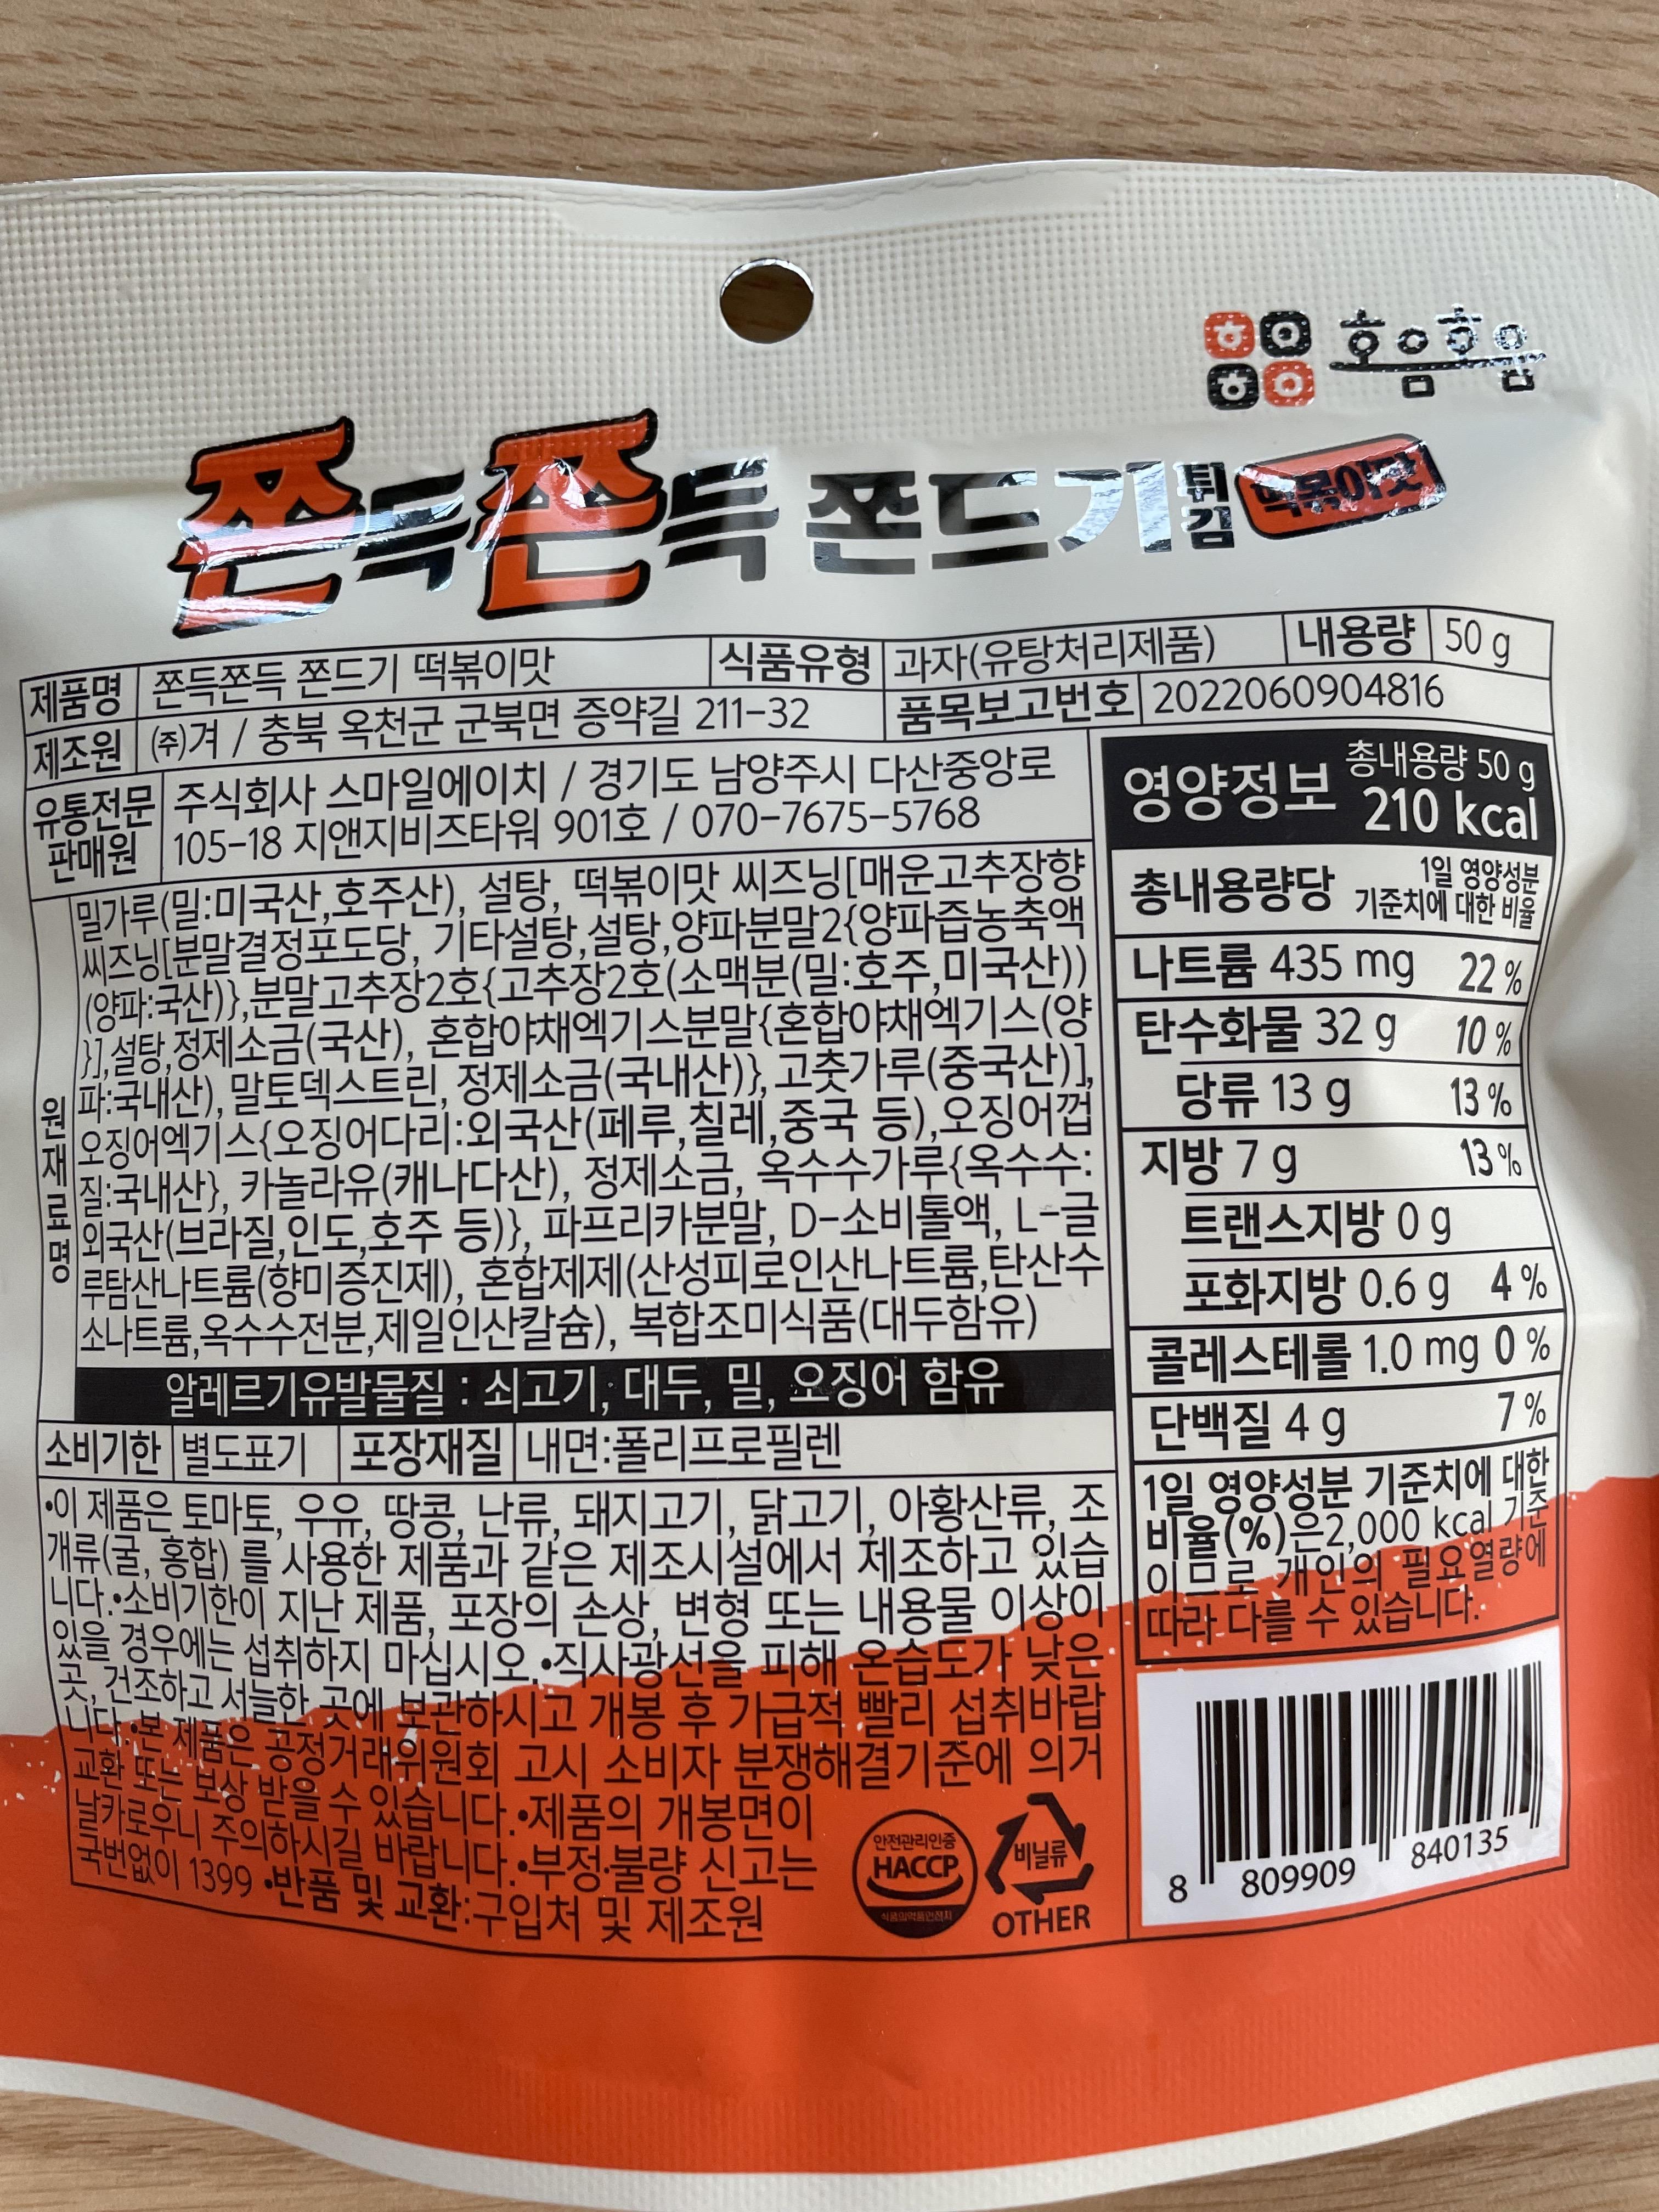 ㅎㅇㅎㅇ 흐음흐음
쫀득쫀득 쫀드기 튀김 떡볶이맛
제품명 쫀득쫀득 쫀드기 떡볶이맛 식품유형 과자(유탕처리제품) 내용량 50 g
제조원 (주)겨 / 충북 옥천군 군북면 증약길 211-32 품목보고번호 2022060904816
유통전문판매원 주식회사 스마일에이치 / 경기도 남양주시 다산중앙로
105-18 지앤지비즈타워 901호 / 070-7675-5768
원재료명
밀가루(밀:미국산,호주산), 설탕, 떡볶이맛 씨즈닝[매운고추장향
씨즈닝[분말결정포도당, 기타설탕,설탕,양파분말2{양파즙농축액
(양파:국산)},분말고추장2호{고추장2호(소맥분(밀:호주,미국산))
}],설탕,정제소금(국산), 혼합야채엑기스분말{혼합야채엑기스(양
파:국내산), 말토덱스트린, 정제소금(국내산)}, 고춧가루(중국산)],
오징어엑기스{오징어다리:외국산(페루,칠레,중국 등),오징어껍
질:국내산}, 카놀라유(캐나다산), 정제소금, 옥수수가루{옥수수:
외국산(브라질,인도,호주 등)}, 파프리카분말, D-소비톨액, L-글
루탐산나트륨(향미증진제), 혼합제제(산성피로인산나트륨,탄산수
소나트륨,옥수수전분,제일인산칼슘), 복합조미식품(대두함유)
알레르기유발물질 : 쇠고기, 대두, 밀, 오징어 함유
소비기한 별도표기 포장재질 내면:폴리프로필렌
•이 제품은 토마토, 우유, 땅콩, 난류, 돼지고기, 닭고기, 아황산류, 조
개류(굴, 홍합) 를 사용한 제품과 같은 제조시설에서 제조하고 있습
니다.•소비기한이 지난 제품, 포장의 손상, 변형 또는 내용물 이상이
있을 경우에는 섭취하지 마십시오.•직사광선을 피해 온습도가 낮은
곳, 건조하고 서늘한 곳에 보관하시고 개봉 후 가급적 빨리 섭취바랍
니다.•본 제품은 공정거래위원회 고시 소비자 분쟁해결기준에 의거
교환 또는 보상 받을 수 있습니다.•제품의 개봉면이
날카로우니 주의하시길 바랍니다.•부정·불량 신고는
국번없이 1399 •반품 및 교환:구입처 및 제조원
안전관리인증
HACCP
식품의약품안전처
비닐류
OTHER
영양정보 총내용량 50 g
210 kcal
총내용량당 1일 영양성분
기준치에 대한 비율
나트륨 435 mg 22 %
탄수화물 32 g 10 %
당류 13 g 13 %
지방 7 g 13 %
트랜스지방 0 g
포화지방 0.6 g 4 %
콜레스테롤 1.0 mg 0 %
단백질 4 g 7 %
1일 영양성분 기준치에 대한
비율(%)은2,000 kcal 기준
이므로 개인의 필요열량에
따라 다를 수 있습니다.
8 809909 840135